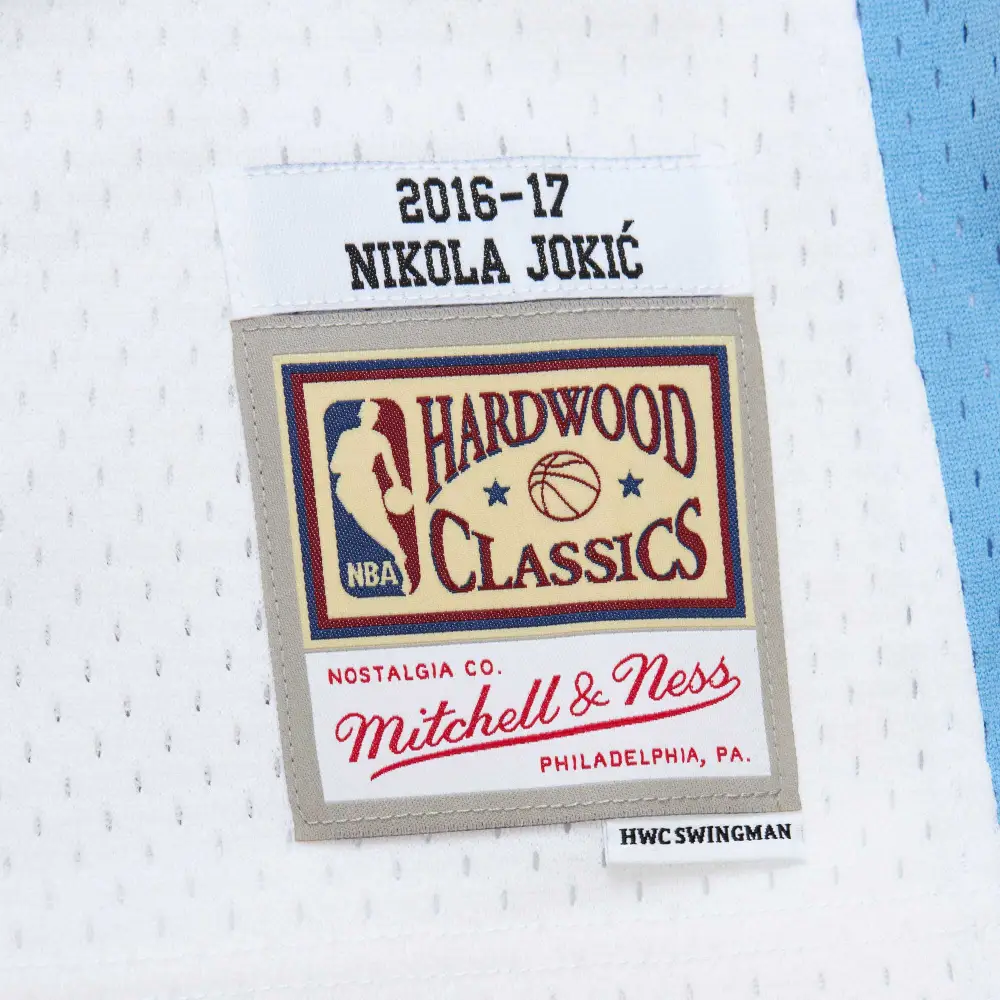 2016-17
NIKOLA JOKIĆ
HARDWOOD
CLASSICS
NBA
NOSTALGIA CO.
Mitchell & Ness
PHILADELPHIA, PA.
HWC SWINGMAN